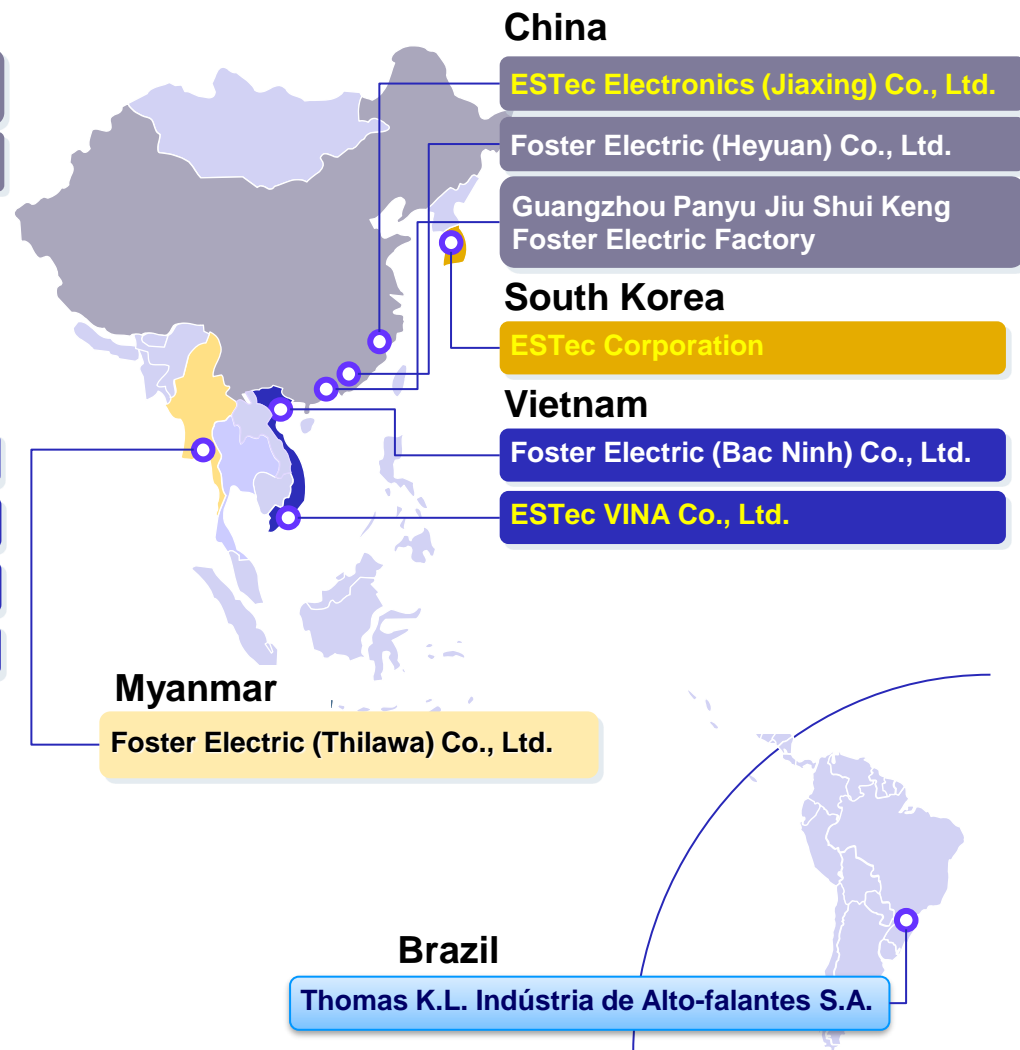 China
ESTec Electronics (Jiaxing) Co., Ltd.
Foster Electric (Heyuan) Co., Ltd.
Guangzhou Panyu Jiu Shui Keng
Foster Electric Factory
South Korea
ESTec Corporation
Vietnam
Foster Electric (Bac Ninh) Co., Ltd.
ESTec VINA Co., Ltd.
Myanmar
Foster Electric (Thilawa) Co., Ltd.
Brazil
Thomas K.L. Indústria de Alto-falantes S.A.